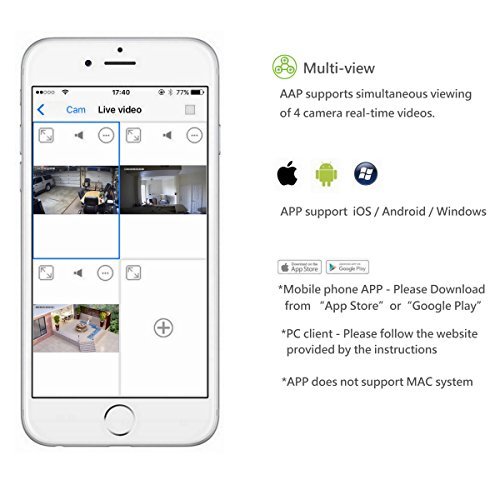 17:40
77%
Cam
Live video
Multi-view
AAP supports simultaneous viewing
of 4 camera real-time videos.
APP support iOS / Android / Windows
Download on the
App Store
Google Play
*Mobile phone APP - Please Download
from “App Store” or “Google Play”
*PC client - Please follow the website
provided by the instructions
*APP does not support MAC system